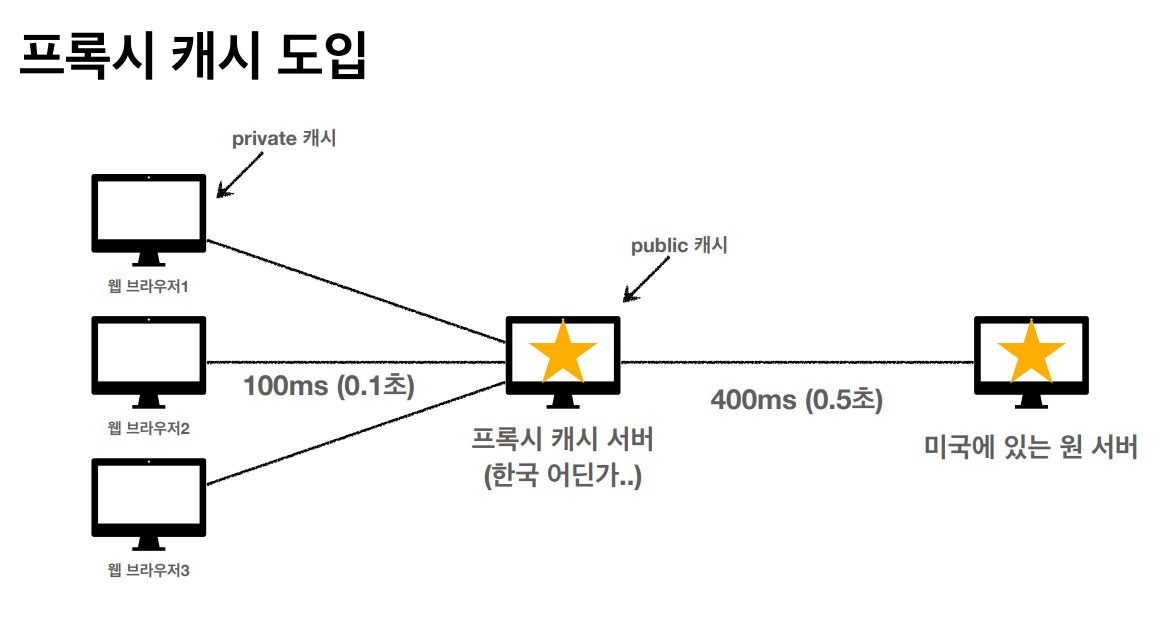 프록시 캐시 도입
private 캐시
public 캐시
웹 브라우저1
100ms (0.1초)
400ms (0.5초)
웹 브라우저2
프록시 캐시 서버
(한국 어딘가..)
미국에 있는 원 서버
웹 브라우저3